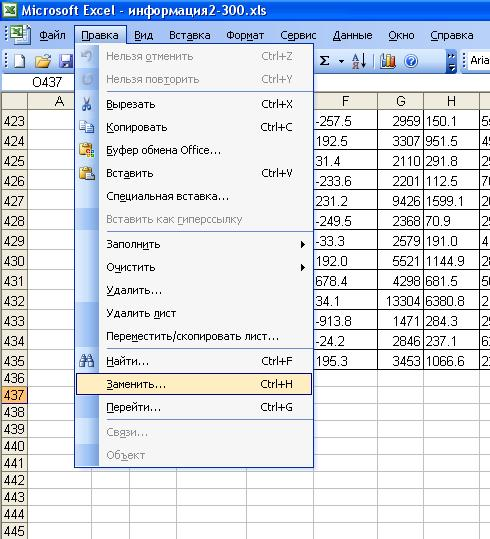 Microsoft Excel - информация2-300.xls
Файл Правка Вид Вставка Формат Сервис Данные Окно Справка
Σ Aria
O437
Нельзя отменить Ctrl+Z
Нельзя повторить Ctrl+Y
Вырезать Ctrl+X
Копировать Ctrl+C
Буфер обмена Office...
Вставить Ctrl+V
Специальная вставка...
Вставить как гиперссылку
Заполнить
Очистить
Удалить...
Удалить лист
Переместить/скопировать лист...
Найти... Ctrl+F
Заменить... Ctrl+H
Перейти... Ctrl+G
Связи...
Объект
A F G H
423 -257.5 2959 150.1
424 192.5 3307 951.5
425 31.4 2110 291.8
426 -233.6 2201 112.5
427 231.2 9426 1599.1
428 -249.5 2368 70.9
429 -33.3 2579 191.0
430 192.0 5521 1144.9
431 678.4 4298 681.5
432 34.1 13304 6380.8
433 -913.8 1471 284.3
434 -24.2 2846 237.1
435 195.3 3453 1066.6
436
437
438
439
440
441
442
443
444
445